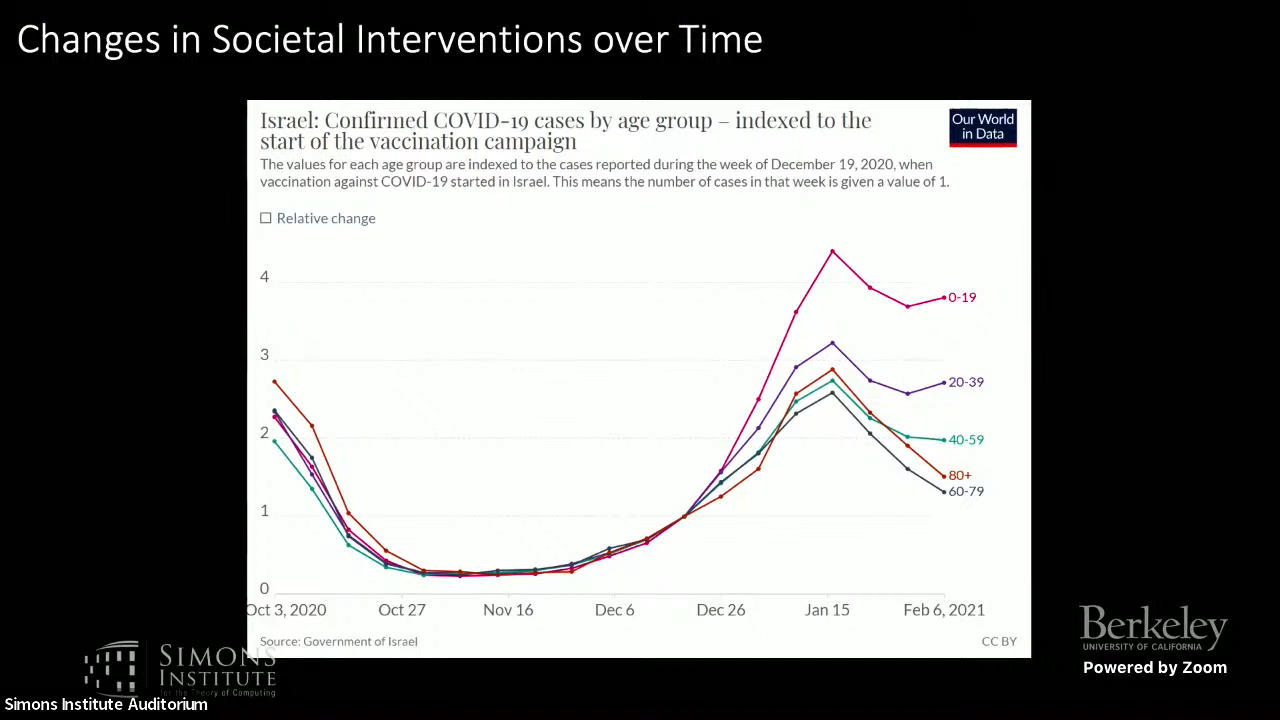 Changes in Societal Interventions over Time
Israel: Confirmed COVID-19 cases by age group – indexed to the
start of the vaccination campaign
Our World
in Data
The values for each age group are indexed to the cases reported during the week of December 19, 2020, when
vaccination against COVID-19 started in Israel. This means the number of cases in that week is given a value of 1.
Relative change
4
3
2
1
0
0-19
20-39
40-59
80+
60-79
Oct 3, 2020
Oct 27
Nov 16
Dec 6
Dec 26
Jan 15
Feb 6, 2021
Source: Government of Israel
CC BY
SIMONS
INSTITUTE
for the Theory of Computing
Berkeley
UNIVERSITY OF CALIFORNIA
Powered by Zoom
Simons Institute Auditorium